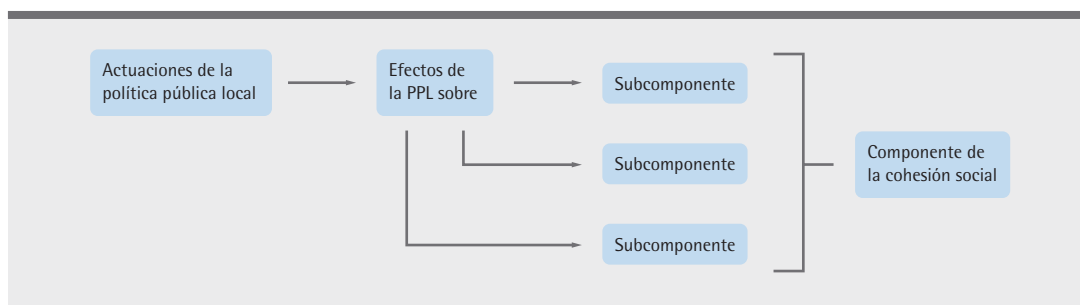 Actuaciones de la
política pública local
Efectos de
la PPL sobre
Subcomponente
Subcomponente
Subcomponente
Componente de
la cohesión social